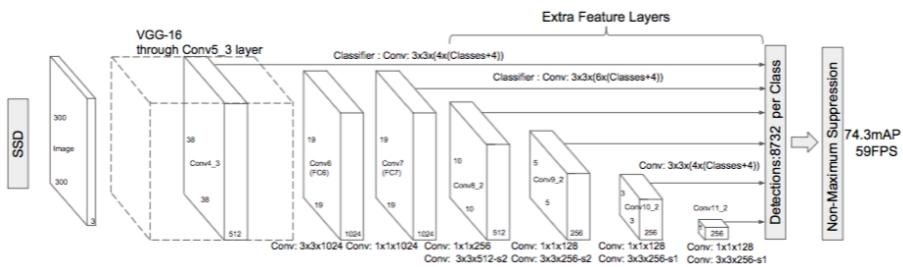 Extra Feature Layers
VGG-16
through Conv5_3 layer
Classifier : Conv: 3x3x(4x(Classes+4))
Classifier : Conv: 3x3x(6x(Classes+4))
SSD
300
Image
300
3
38
Conv4_3
38
512
19
Conv6
(FC6)
19
1024
19
Conv7
(FC7)
19
1024
10
Conv8_2
10
512
5
Conv9_2
5
256
Conv: 3x3x(4x(Classes+4))
3
Conv10_2
3
256
Conv11_2
1
256
Detections:8732 per Class
Non-Maximum Suppression
74.3mAP
59FPS
Conv: 3x3x1024
Conv: 1x1x1024
Conv: 1x1x256
Conv: 3x3x512-s2
Conv: 1x1x128
Conv: 3x3x256-s2
Conv: 1x1x128
Conv: 3x3x256-s1
Conv: 1x1x128
Conv: 3x3x256-s1